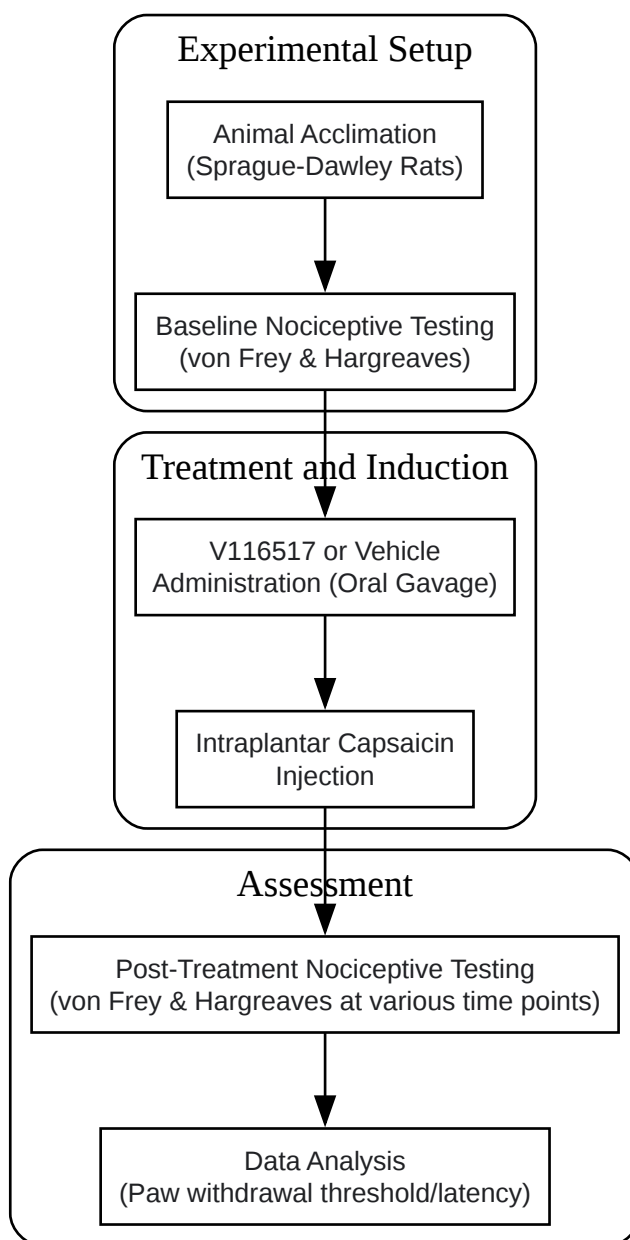 Experimental Setup
Animal Acclimation
(Sprague-Dawley Rats)
Baseline Nociceptive Testing
(von Frey & Hargreaves)
Treatment and Induction
V116517 or Vehicle
Administration (Oral Gavage)
Intraplantar Capsaicin
Injection
Assessment
Post-Treatment Nociceptive Testing
(von Frey & Hargreaves at various time points)
Data Analysis
(Paw withdrawal threshold/latency)